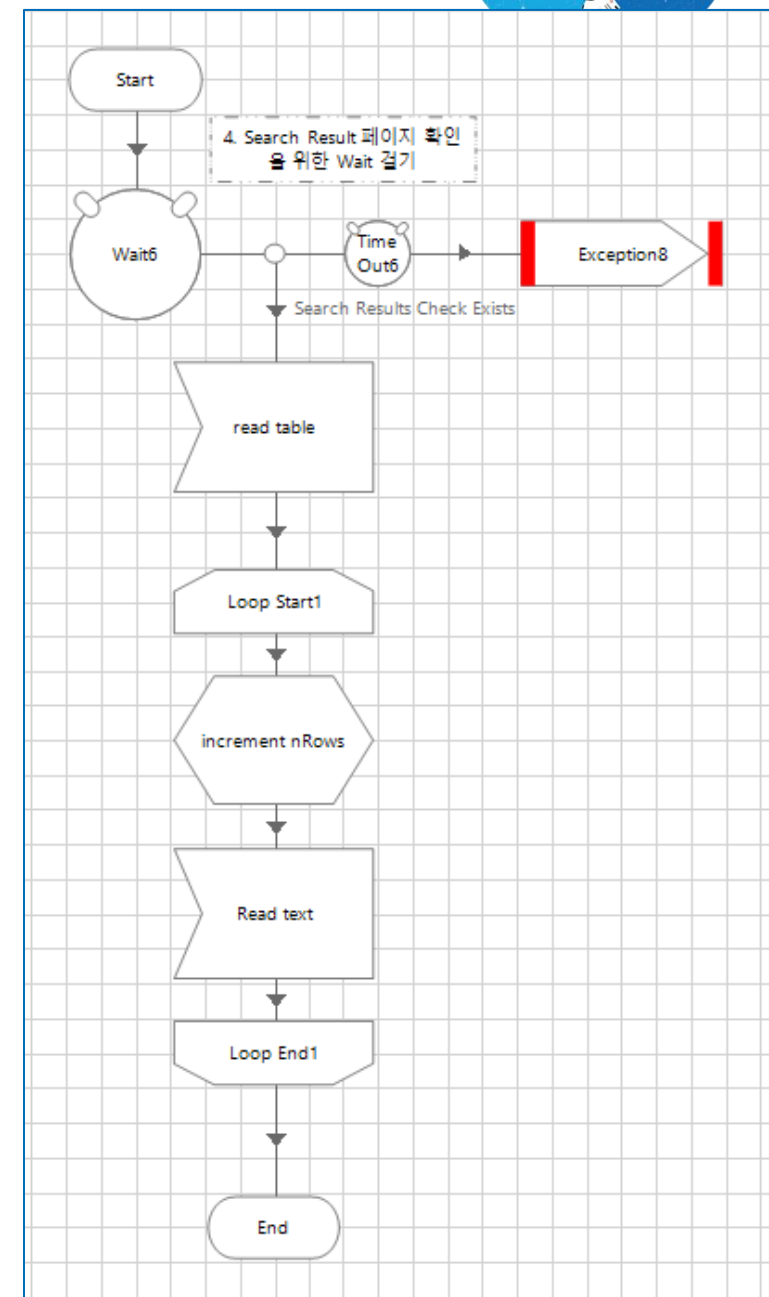 Start
4. Search Result 페이지 확인
을 위한 Wait 걸기
Wait6
Time
Out6
Exception8
Search Results Check Exists
read table
Loop Start1
increment nRows
Read text
Loop End1
End